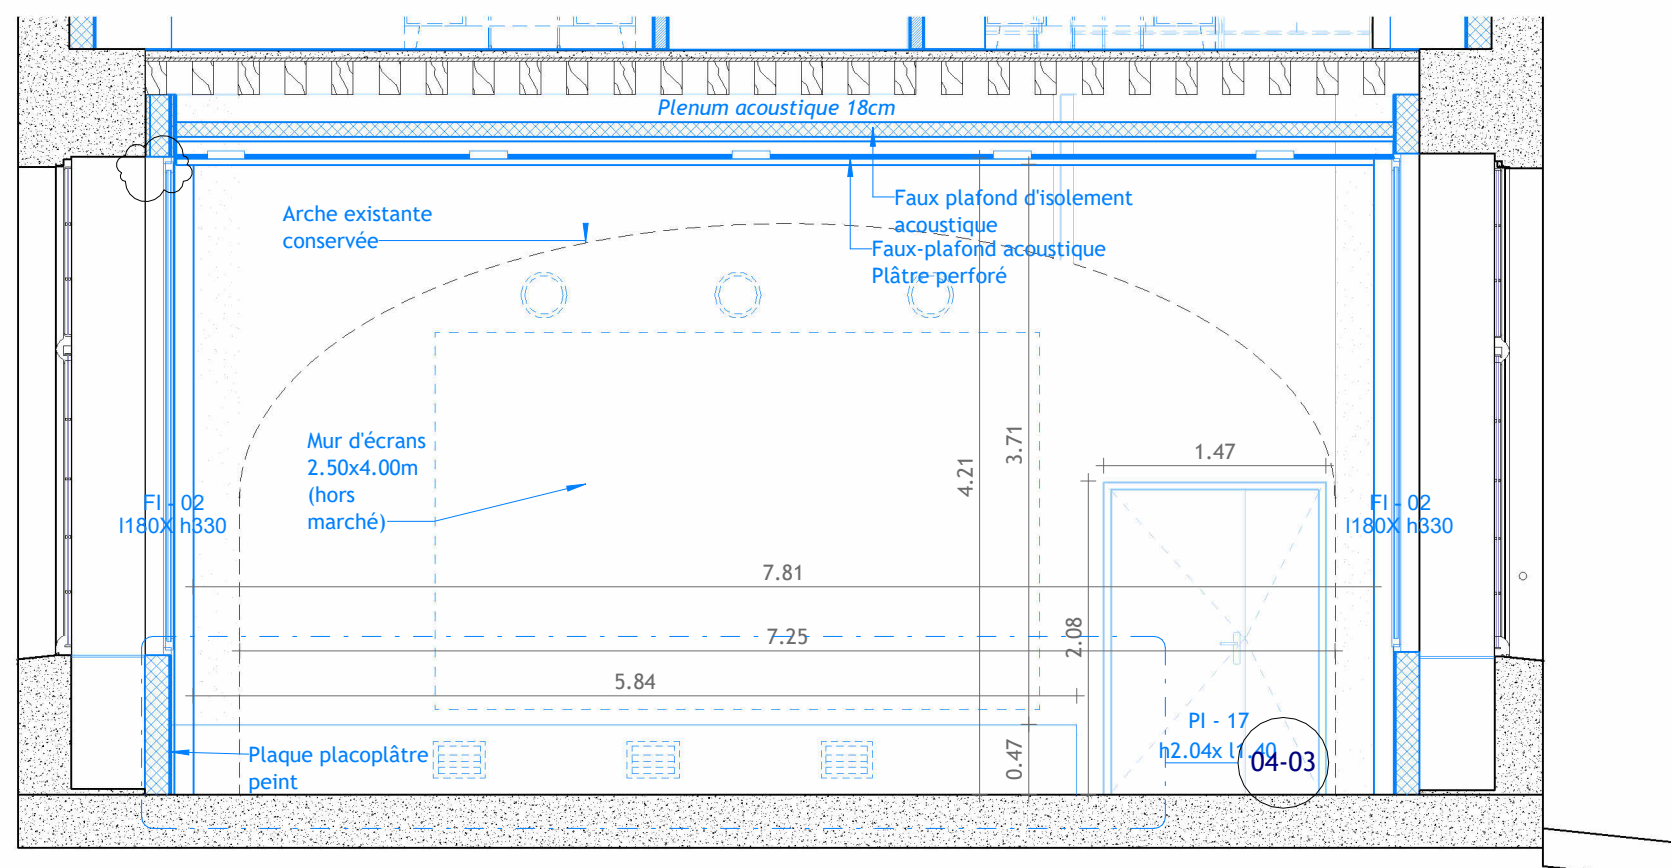 Plenum acoustique 18cm
Arche existante
conservée
Faux plafond d'isolement
acoustique
Faux-plafond acoustique
Plâtre perforé
Mur d'écrans
2.50x4.00m
(hors
marché)
4.21
3.71
1.47
FI - 02
l180X h330
FI - 02
l180X h330
7.81
7.25
2.08
5.84
PI - 17
h2.04x l1.40
04-03
0.47
Plaque placoplâtre
peint